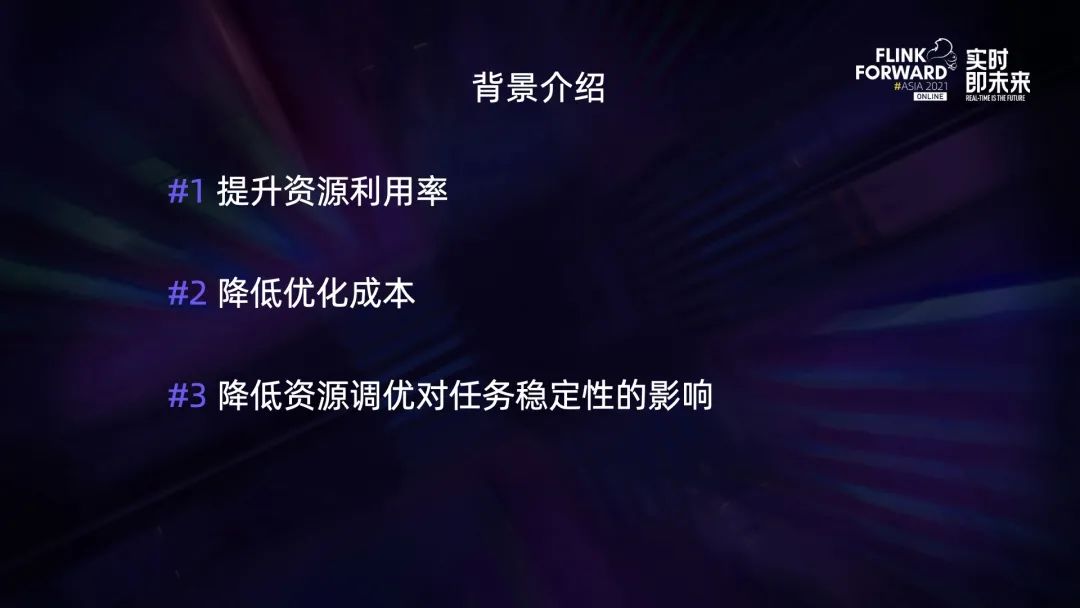 背景介绍
FLINK
FORWARD
#ASIA 2021
ONLINE
实时
即未来
REAL-TIME IS THE FUTURE
#1 提升资源利用率
#2 降低优化成本
#3 降低资源调优对任务稳定性的影响